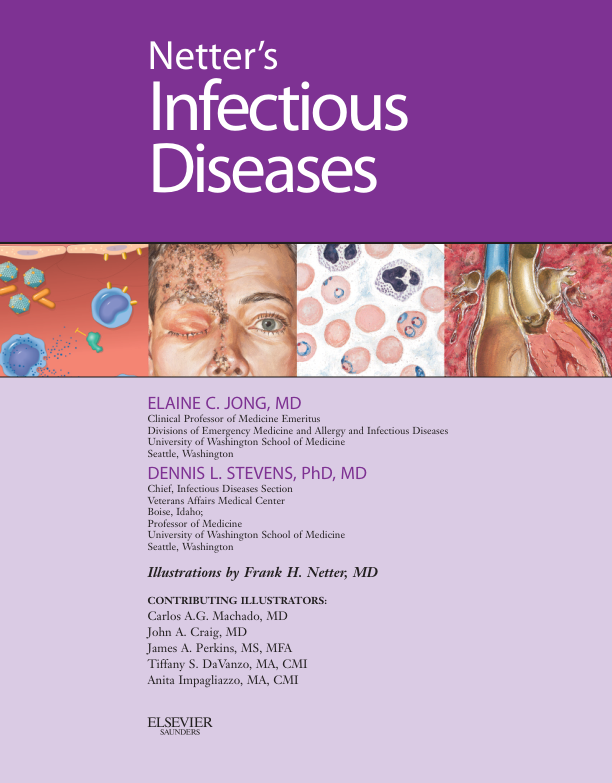 Netter's
Infectious
Diseases
ELAINE C. JONG, MD
Clinical Professor of Medicine Emeritus
Divisions of Emergency Medicine and Allergy and Infectious Diseases
University of Washington School of Medicine
Seattle, Washington
DENNIS L. STEVENS, PhD, MD
Chief, Infectious Diseases Section
Veterans Affairs Medical Center
Boise, Idaho;
Professor of Medicine
University of Washington School of Medicine
Seattle, Washington
Illustrations by Frank H. Netter, MD
CONTRIBUTING ILLUSTRATORS:
Carlos A.G. Machado, MD
John A. Craig, MD
James A. Perkins, MS, MFA
Tiffany S. DaVanzo, MA, CMI
Anita Impagliazzo, MA, CMI
ELSEVIER
SAUNDERS